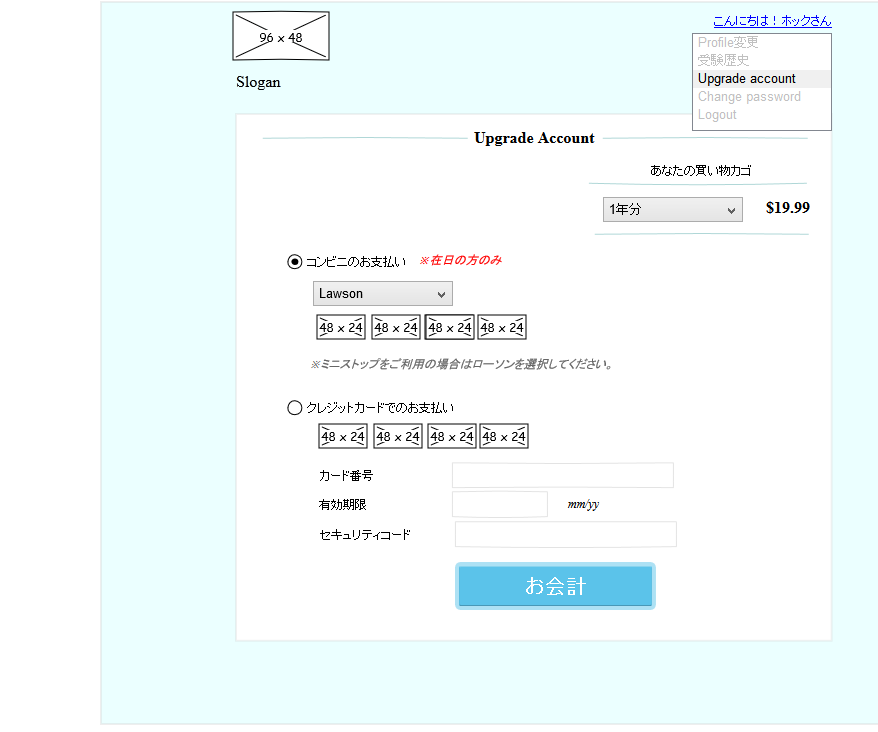 96 x 48
こんにちは！ホックさん
Profile変更
受験歴史
Upgrade account
Change password
Logout
Slogan
Upgrade Account
あなたの買い物カゴ
1年分 $19.99
コンビニのお支払い ※在日の方のみ
Lawson
48 x 24 48 x 24 48 x 24 48 x 24
※ミニストップをご利用の場合はローソンを選択してください。
クレジットカードでのお支払い
48 x 24 48 x 24 48 x 24 48 x 24
カード番号
有効期限 mm/yy
セキュリティコード
お会計